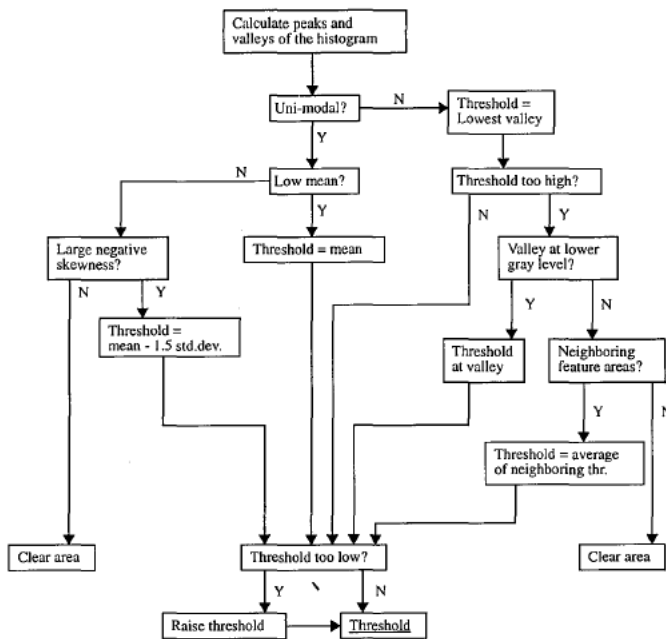 Calculate peaks and
valleys of the histogram
Uni-modal?
N
Threshold =
Lowest valley
Y
N
Low mean?
Threshold too high?
Y
N
Y
Large negative
skewness?
Threshold = mean
Valley at lower
gray level?
N
Y
Y
N
Threshold =
mean - 1.5 std.dev.
Threshold
at valley
Neighboring
feature areas?
Y
N
Threshold = average
of neighboring thr.
Clear area
Threshold too low?
Clear area
Y
N
Raise threshold
Threshold